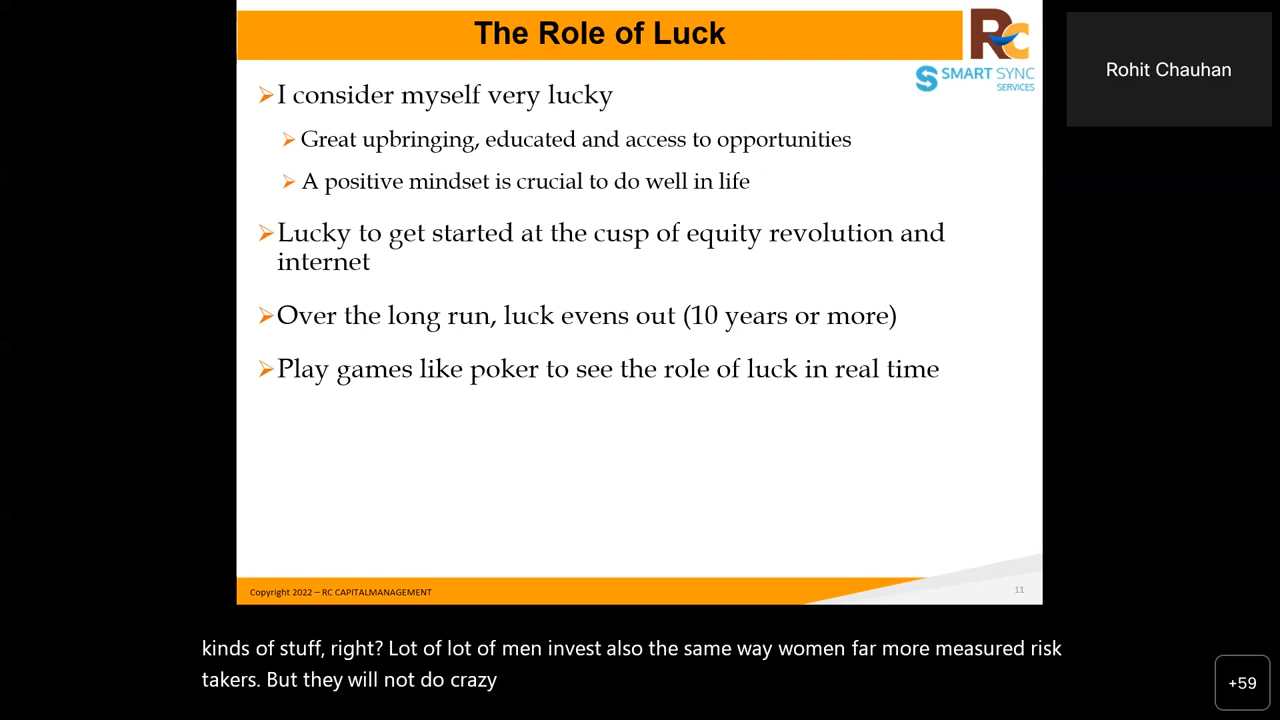 The Role of Luck
RC
SMART SYNC
SERVICES
Rohit Chauhan
I consider myself very lucky
Great upbringing, educated and access to opportunities
A positive mindset is crucial to do well in life
Lucky to get started at the cusp of equity revolution and
internet
Over the long run, luck evens out (10 years or more)
Play games like poker to see the role of luck in real time
Copyright 2022 – RC CAPITALMANAGEMENT
11
kinds of stuff, right? Lot of lot of men invest also the same way women far more measured risk
takers. But they will not do crazy
+59